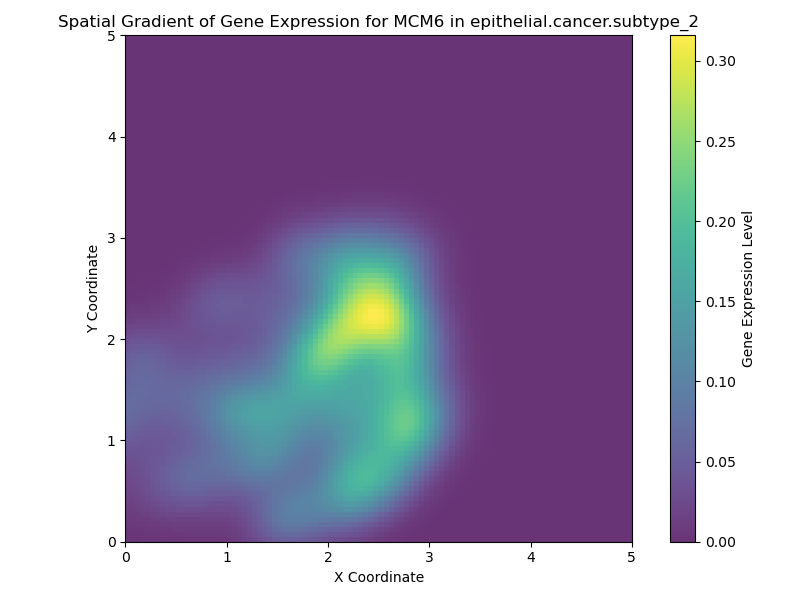 Spatial Gradient of Gene Expression for MCM6 in epithelial.cancer.subtype_2
5
4
3
2
1
0
Y Coordinate
0 1 2 3 4 5
X Coordinate
0.30
0.25
0.20
0.15
0.10
0.05
0.00
Gene Expression Level